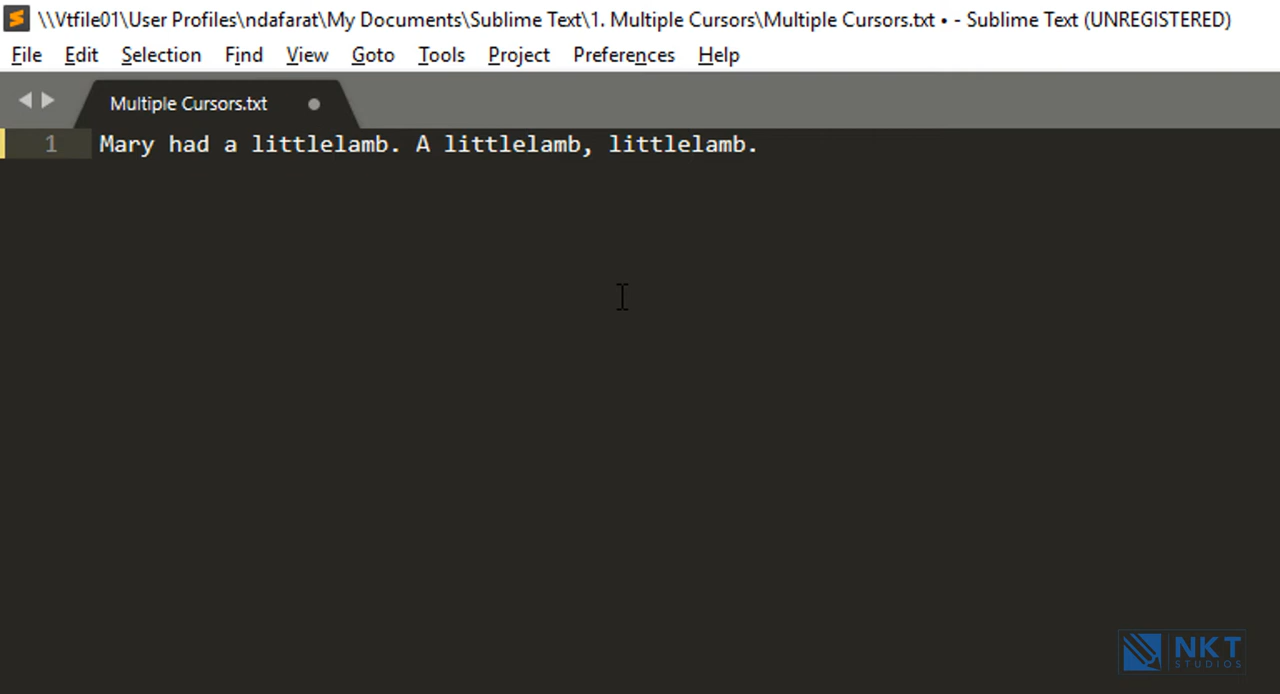 \\Vtfile01\User Profiles\ndafarat\My Documents\Sublime Text\1. Multiple Cursors\Multiple Cursors.txt • - Sublime Text (UNREGISTERED)
File Edit Selection Find View Goto Tools Project Preferences Help
Multiple Cursors.txt
1 Mary had a littlelamb. A littlelamb, littlelamb.
NKT
STUDIOS